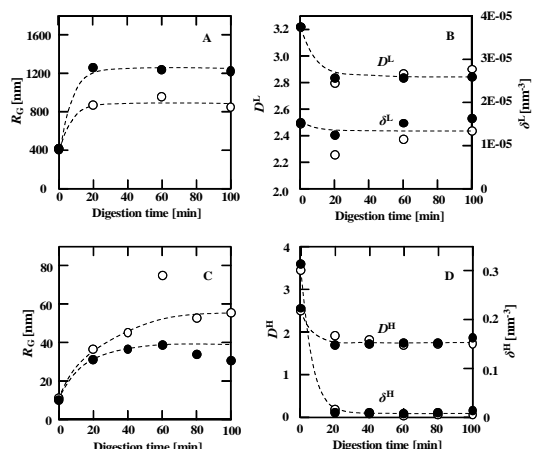 1600
1200
800
400
0
R_G [nm]
A
0 20 40 60 80 100
Digestion time [min]
3.2
3.0
2.8
2.6
2.4
2.2
2.0
D^L
B
D^L
δ^L
4E-05
3E-05
2E-05
1E-05
0
δ^L [nm^-3]
0 20 40 60 80 100
Digestion time [min]
80
60
40
20
0
R_G [nm]
C
0 20 40 60 80 100
Digestion time [min]
4
3
2
1
0
D^H
D
D^H
δ^H
0.3
0.2
0.1
0
δ^H [nm^-3]
0 20 40 60 80 100
Digestion time [min]